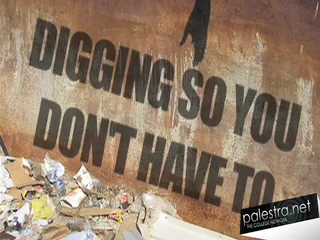 DIGGING SO YOU
DON'T HAVE TO
palestra.net
THE COLLEGE NETWORK